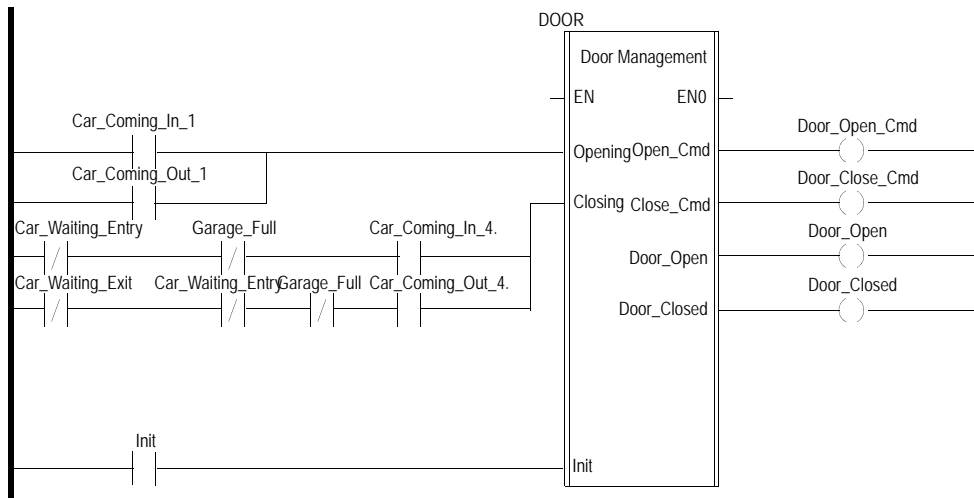 DOOR
Door Management
EN EN0
Car_Coming_In_1
Door_Open_Cmd
Opening Open_Cmd
Car_Coming_Out_1
Door_Close_Cmd
Closing Close_Cmd
Car_Waiting_Entry Garage_Full Car_Coming_In_4.
Door_Open
Door_Open
Car_Waiting_Exit Car_Waiting_Entry Garage_Full Car_Coming_Out_4.
Door_Closed
Door_Closed
Init
Init